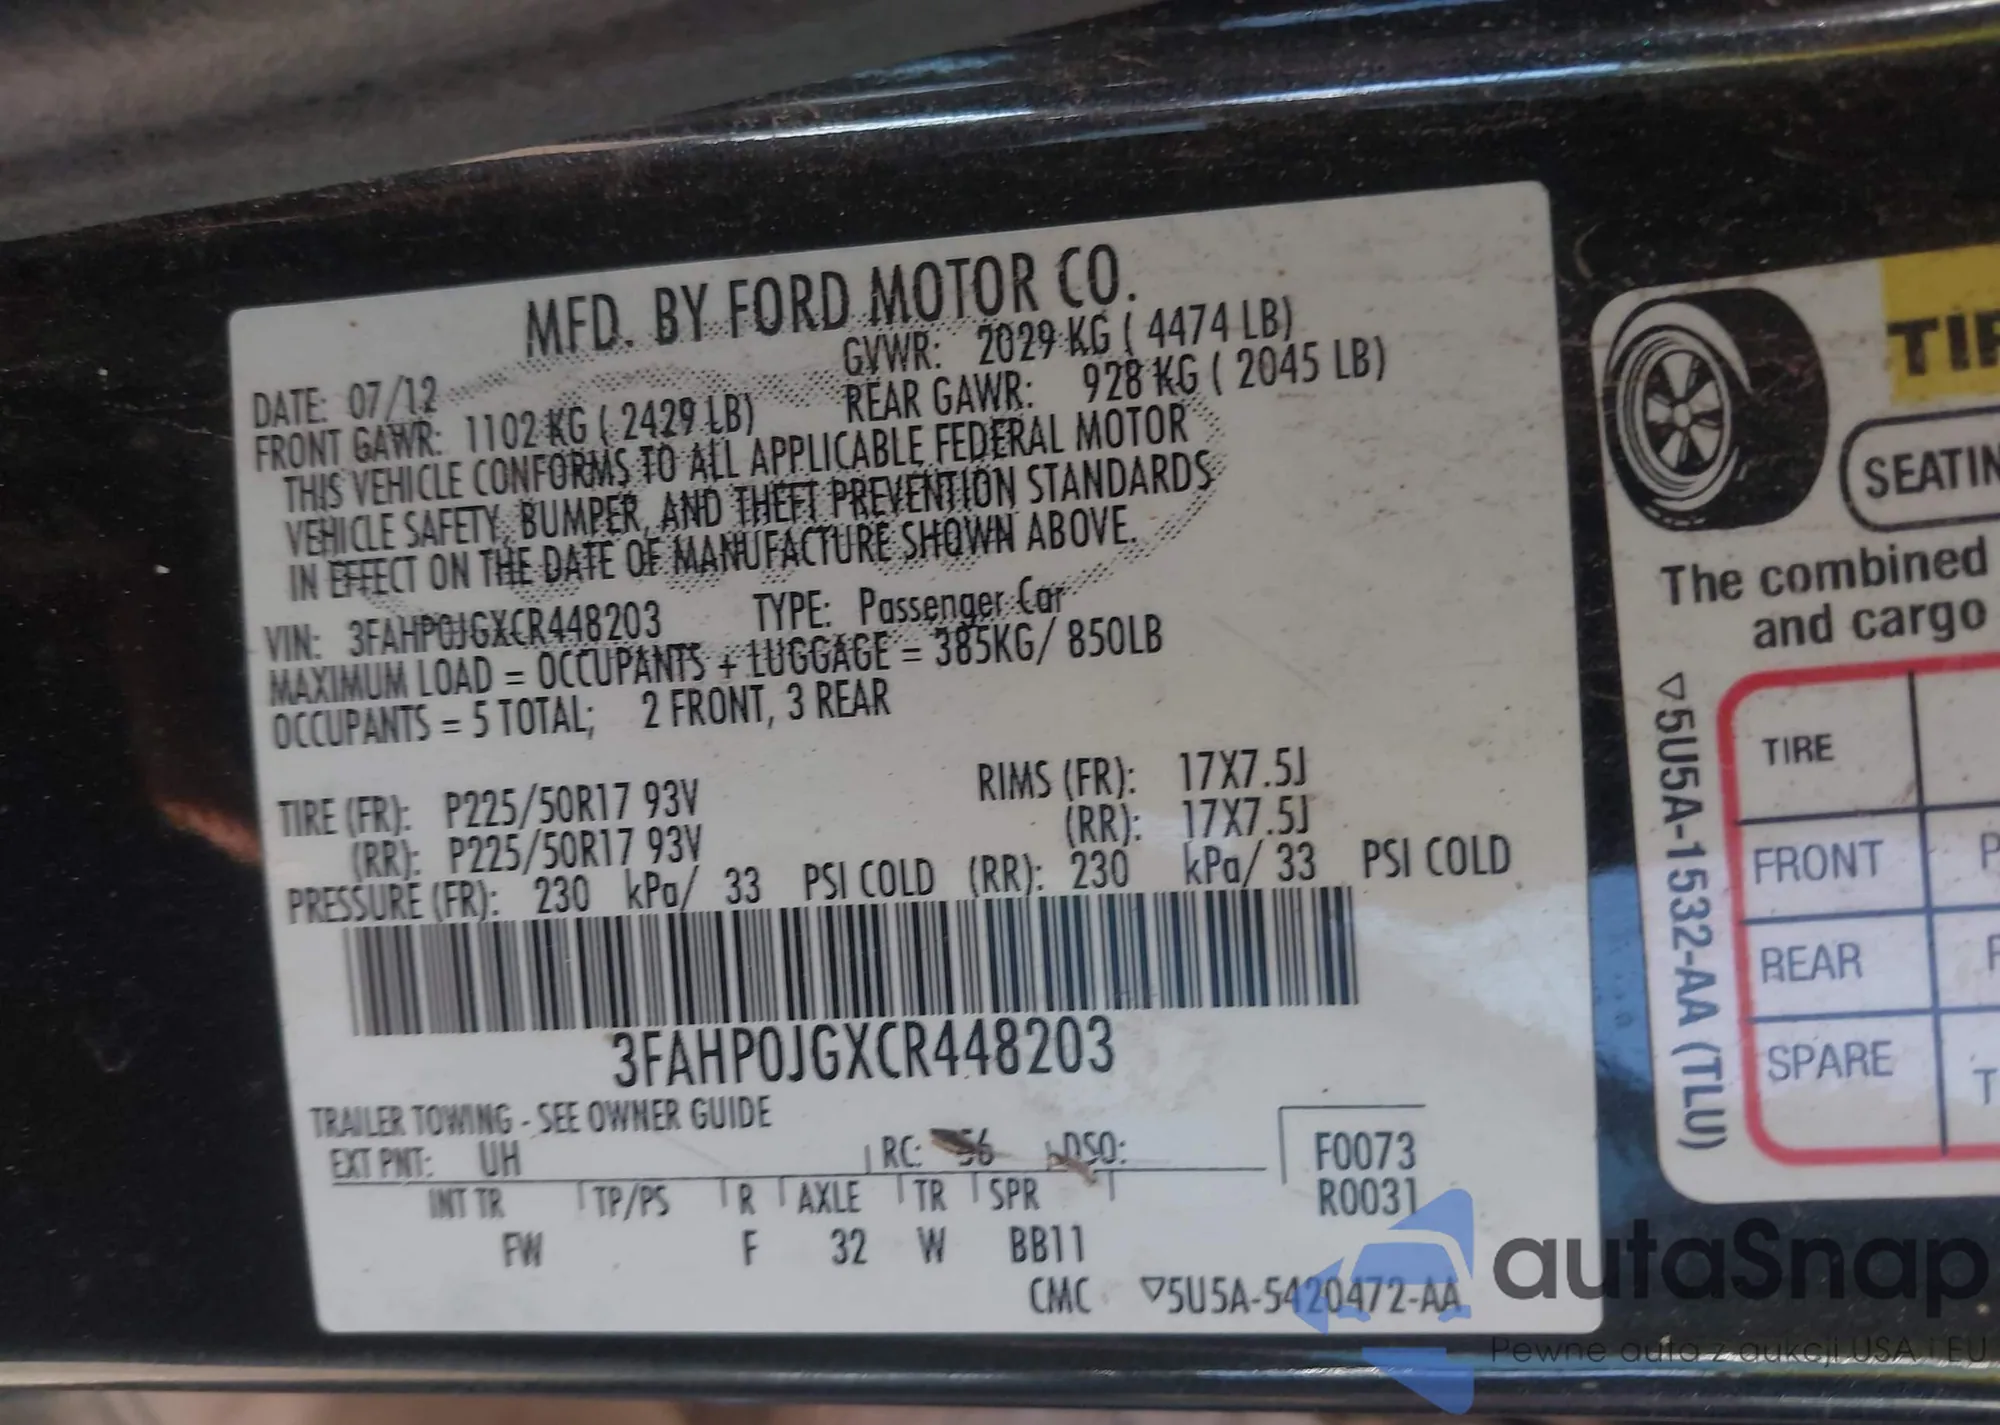 MFD. BY FORD MOTOR CO.
DATE: 07/12 GVWR: 2029 KG ( 4474 LB)
FRONT GAWR: 1102 KG ( 2429 LB) REAR GAWR: 928 KG ( 2045 LB)
THIS VEHICLE CONFORMS TO ALL APPLICABLE FEDERAL MOTOR
VEHICLE SAFETY, BUMPER, AND THEFT PREVENTION STANDARDS
IN EFFECT ON THE DATE OF MANUFACTURE SHOWN ABOVE.
VIN: 3FAHP0JGXCR448203 TYPE: Passenger Car
MAXIMUM LOAD = OCCUPANTS + LUGGAGE = 385KG/ 850LB
OCCUPANTS = 5 TOTAL; 2 FRONT, 3 REAR
TIRE (FR): P225/50R17 93V RIMS (FR): 17X7.5J
(RR): P225/50R17 93V (RR): 17X7.5J
PRESSURE (FR): 230 kPa/ 33 PSI COLD (RR): 230 kPa/ 33 PSI COLD
3FAHP0JGXCR448203
TRAILER TOWING - SEE OWNER GUIDE
EXT PNT: UH RC: 56 DSO: F0073
INT TR TP/PS R AXLE TR SPR R0031
FW F 32 W BB11
CMC ▽5U5A-5420472-AA
TIR
SEATIN
The combined
and cargo
▽5U5A-1532-AA (TLU)
TIRE
FRONT P
REAR
SPARE T
autaSnap
Pewne auta z aukcji USA i EU